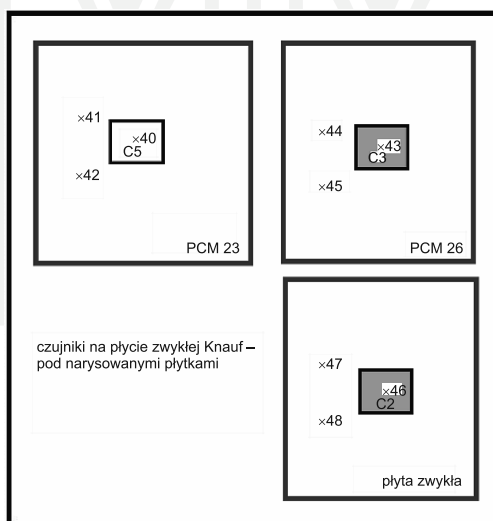 ×41
×40
C5
×42
PCM 23
×44
×43
C3
×45
PCM 26
czujniki na płycie zwykłej Knauf –
pod narysowanymi płytkami
×47
×46
C2
×48
płyta zwykła